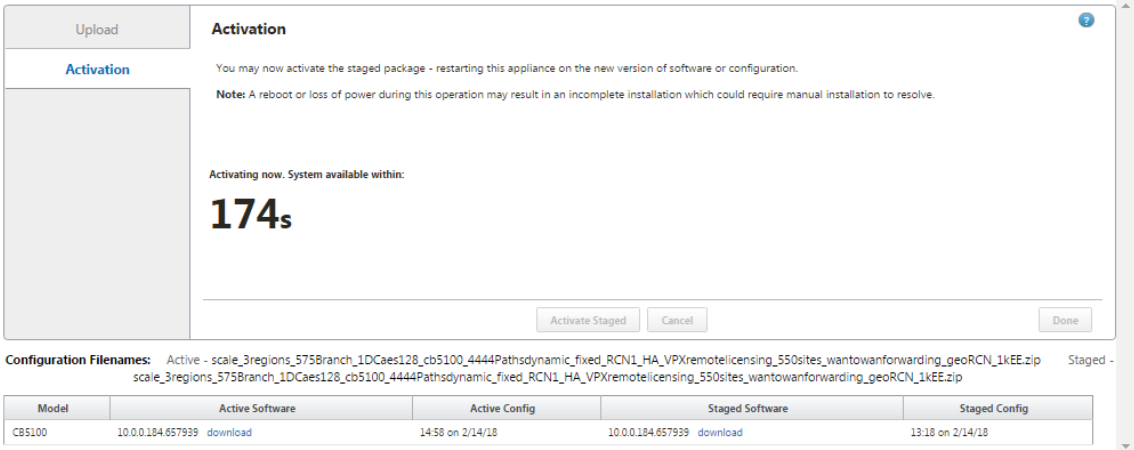 Upload
Activation
?
Activation
You may now activate the staged package - restarting this appliance on the new version of software or configuration.
Note: A reboot or loss of power during this operation may result in an incomplete installation which could require manual installation to resolve.
Activating now. System available within:
174s
Activate Staged Cancel Done
Configuration Filenames: Active - scale_3regions_575Branch_1DCaes128_cb5100_4444Pathsdynamic_fixed_RCN1_HA_VPXremotelicensing_550sites_wantowanforwarding_geoRCN_1kEE.zip Staged -
scale_3regions_575Branch_1DCaes128_cb5100_4444Pathsdynamic_fixed_RCN1_HA_VPXremotelicensing_550sites_wantowanforwarding_geoRCN_1kEE.zip
Model Active Software Active Config Staged Software Staged Config
CB5100 10.0.0.184.657939 download 14:58 on 2/14/18 10.0.0.184.657939 download 13:18 on 2/14/18